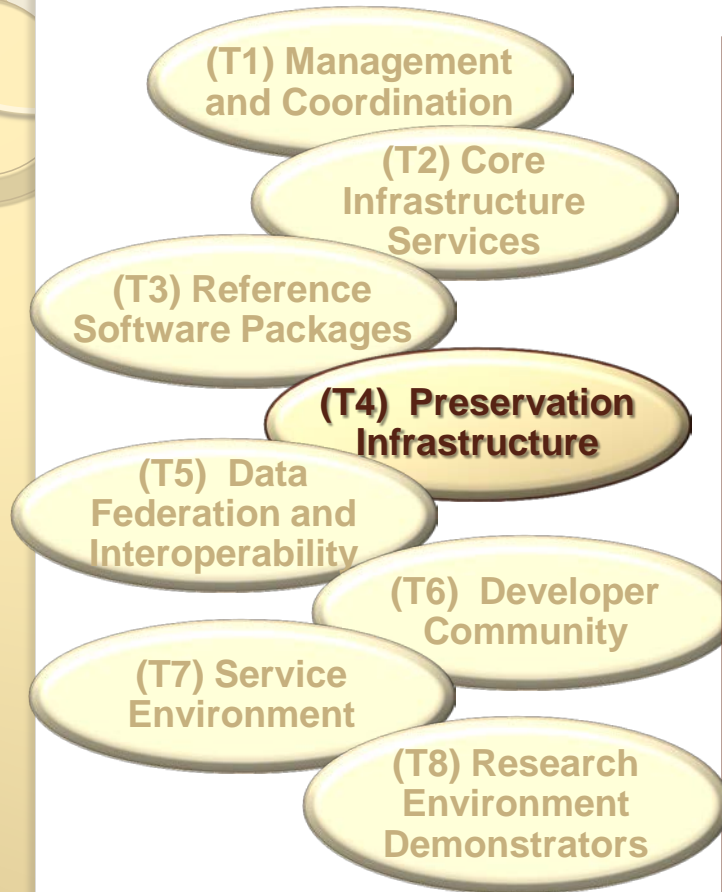 (T1) Management
and Coordination
(T2) Core
Infrastructure
Services
(T3) Reference
Software Packages
(T4) Preservation
Infrastructure
(T5) Data
Federation and
Interoperability
(T6) Developer
Community
(T7) Service
Environment
(T8) Research
Environment
Demonstrators